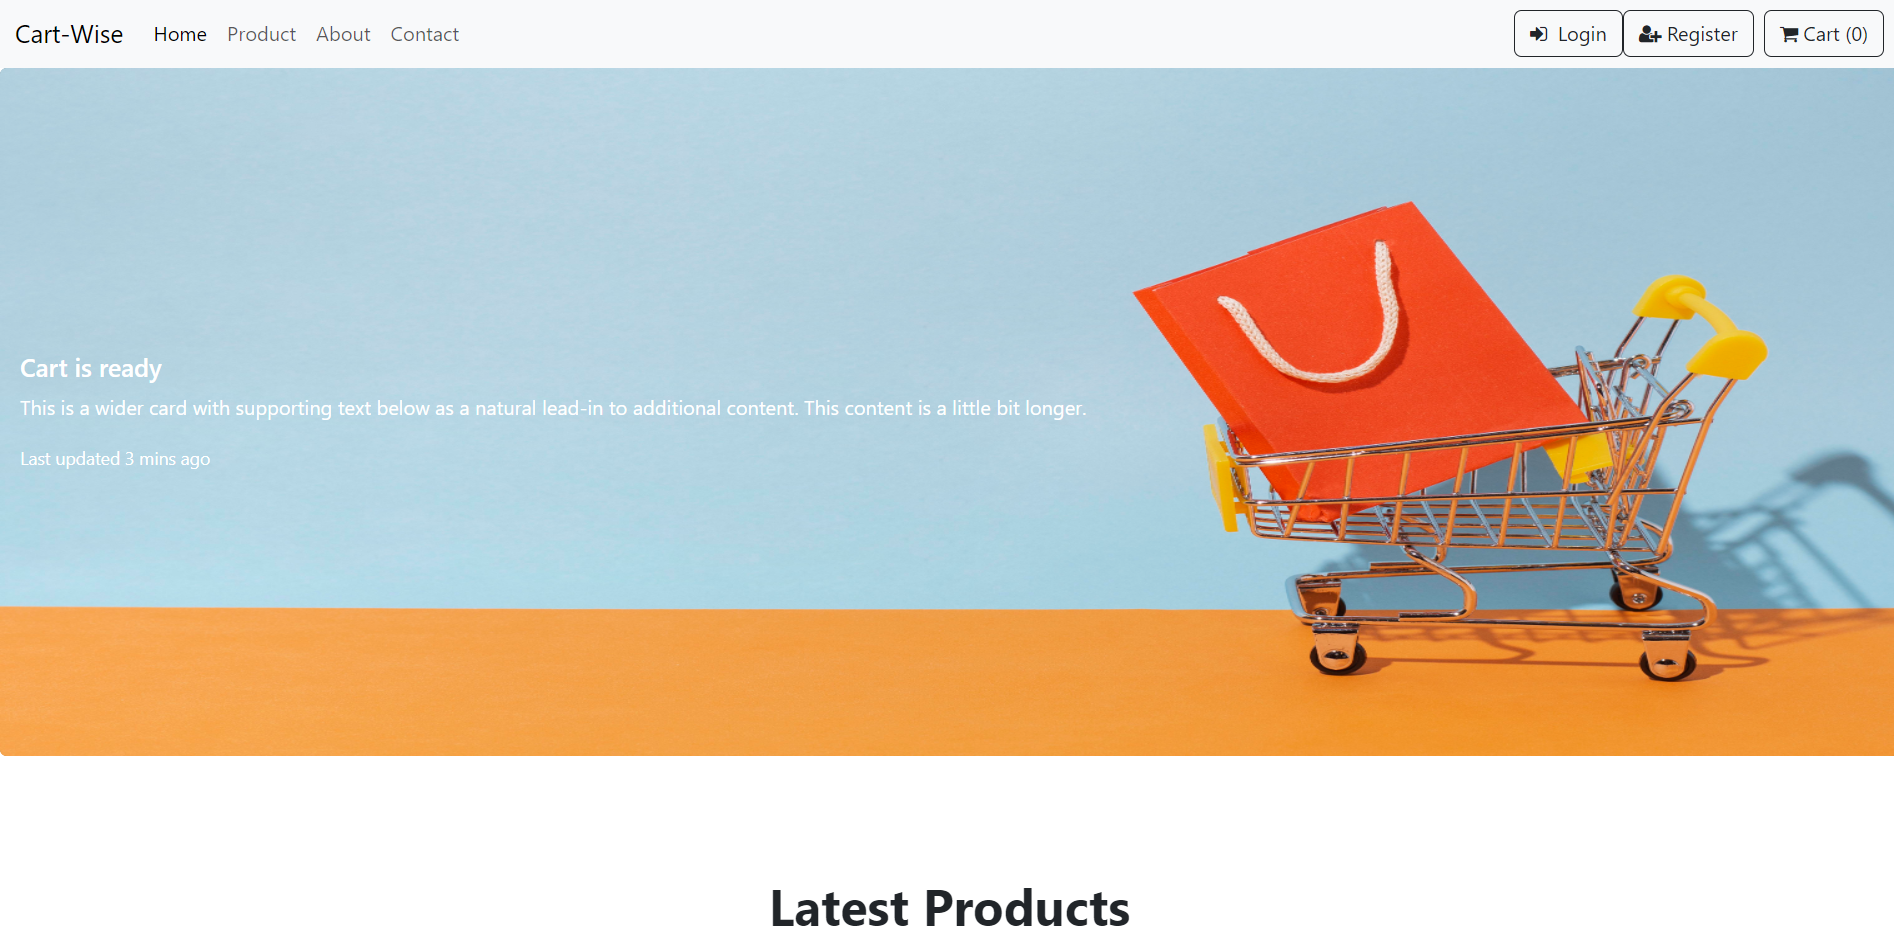 Cart-Wise Home Product About Contact Login Register Cart (0)
Cart is ready
This is a wider card with supporting text below as a natural lead-in to additional content. This content is a little bit longer.
Last updated 3 mins ago
Latest Products